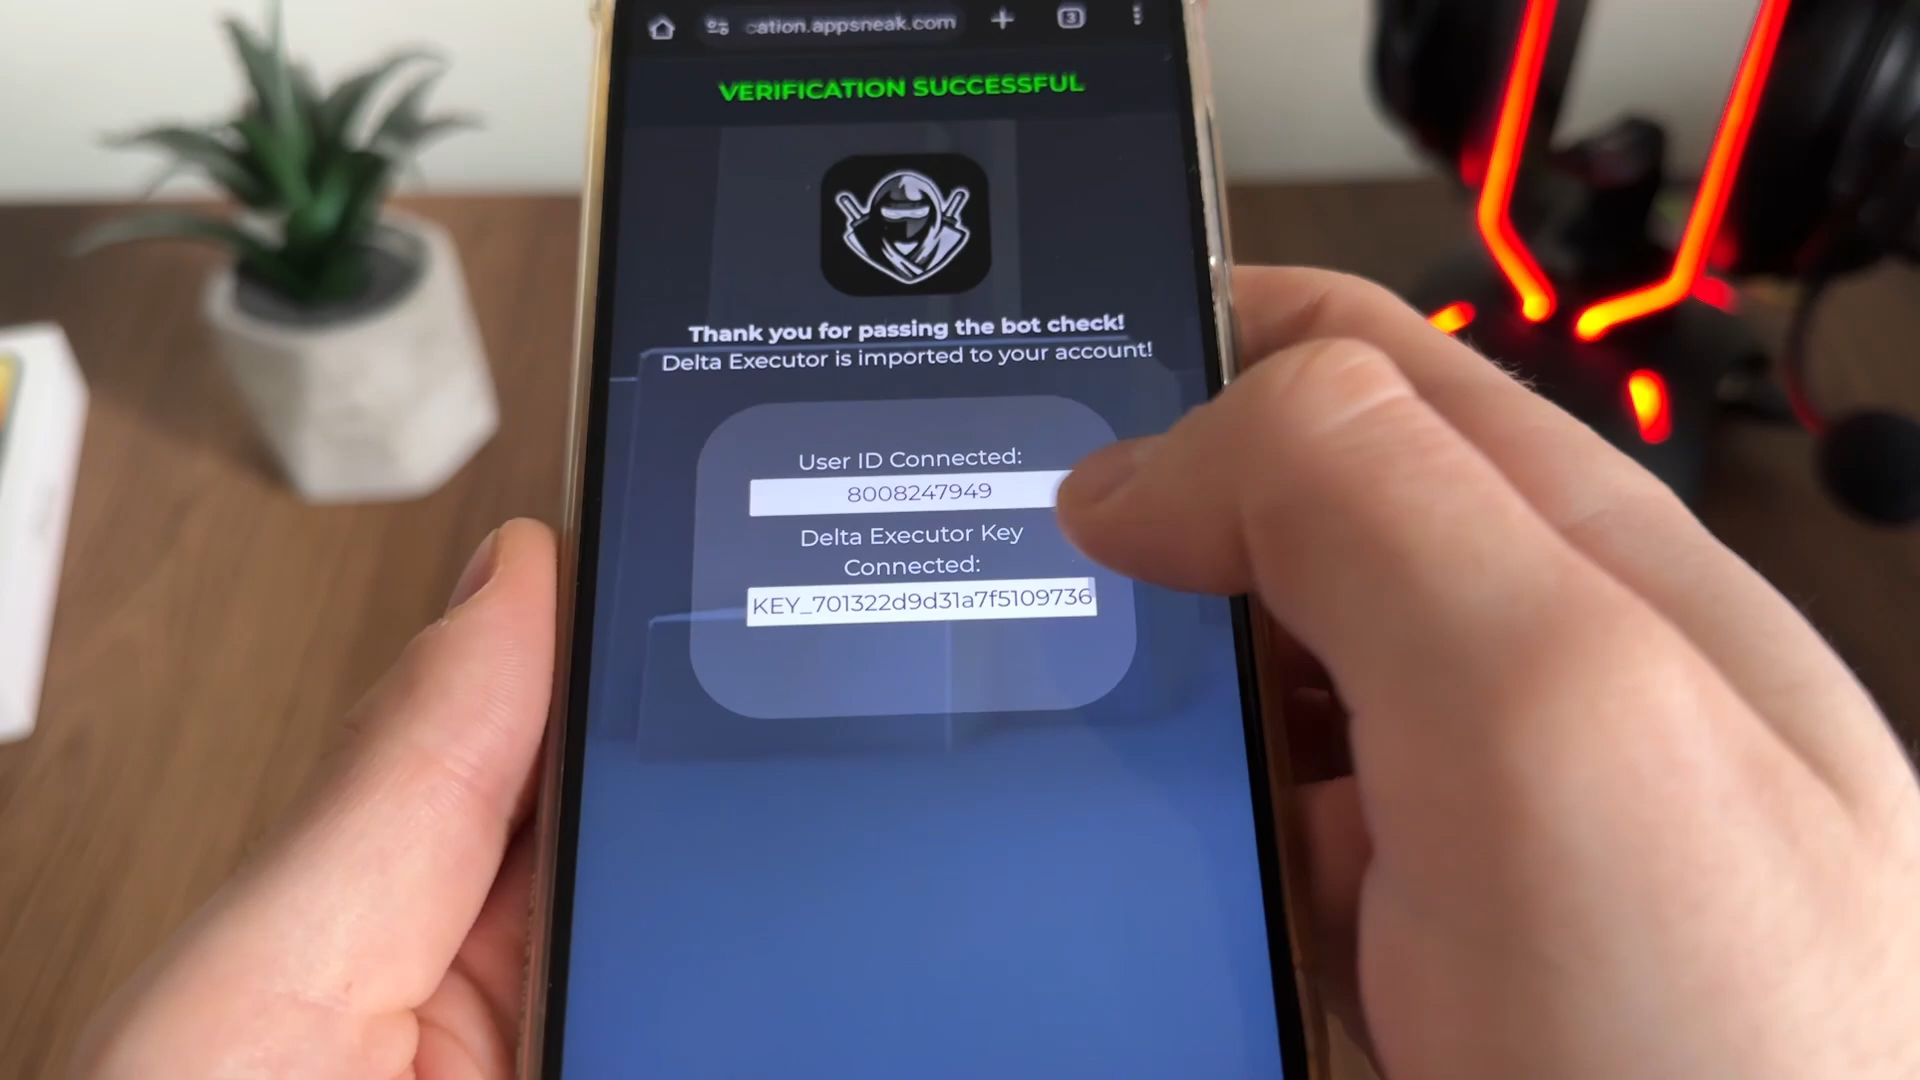 cation.appsneak.com
3
VERIFICATION SUCCESSFUL
Thank you for passing the bot check!
Delta Executor is imported to your account!
User ID Connected:
8008247949
Delta Executor Key
Connected:
KEY_701322d9d31a7f5109736